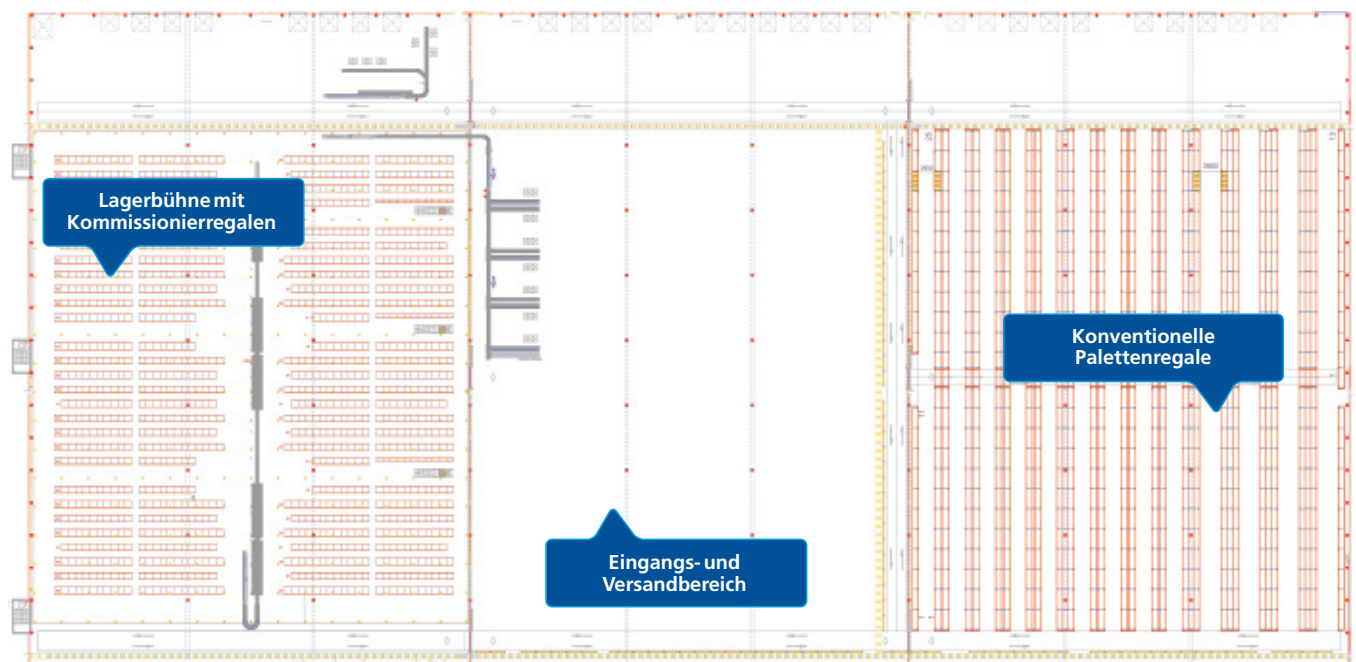 Lagerbühne mit
Kommissionierregalen
Konventionelle
Palettenregale
Eingangs- und
Versandbereich